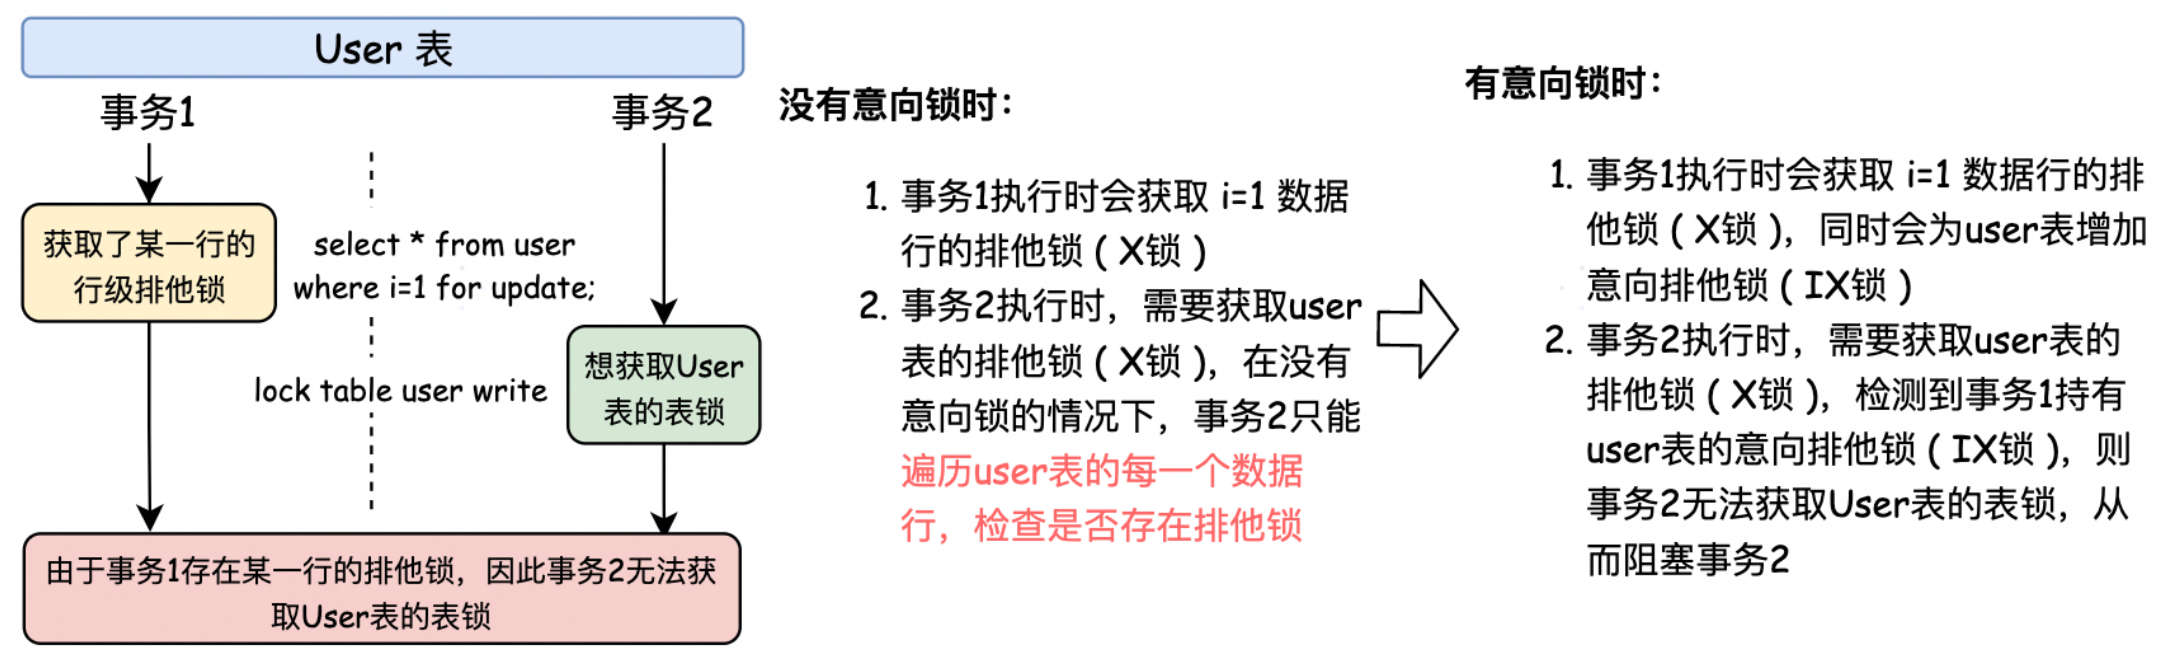 User 表
事务1
事务2
获取了某一行的
行级排他锁
select * from user
where i=1 for update;
想获取User
表的表锁
lock table user write
由于事务1存在某一行的排他锁，因此事务2无法获
取User表的表锁
没有意向锁时：
1. 事务1执行时会获取 i=1 数据
行的排他锁 ( X锁 )
2. 事务2执行时，需要获取user
表的排他锁 ( X锁 )，在没有
意向锁的情况下，事务2只能
遍历user表的每一个数据
行，检查是否存在排他锁
有意向锁时：
1. 事务1执行时会获取 i=1 数据行的排
他锁 ( X锁 )，同时会为user表增加
意向排他锁 ( IX锁 )
2. 事务2执行时，需要获取user表的
排他锁 ( X锁 )，检测到事务1持有
user表的意向排他锁 ( IX锁 )，则
事务2无法获取User表的表锁，从
而阻塞事务2